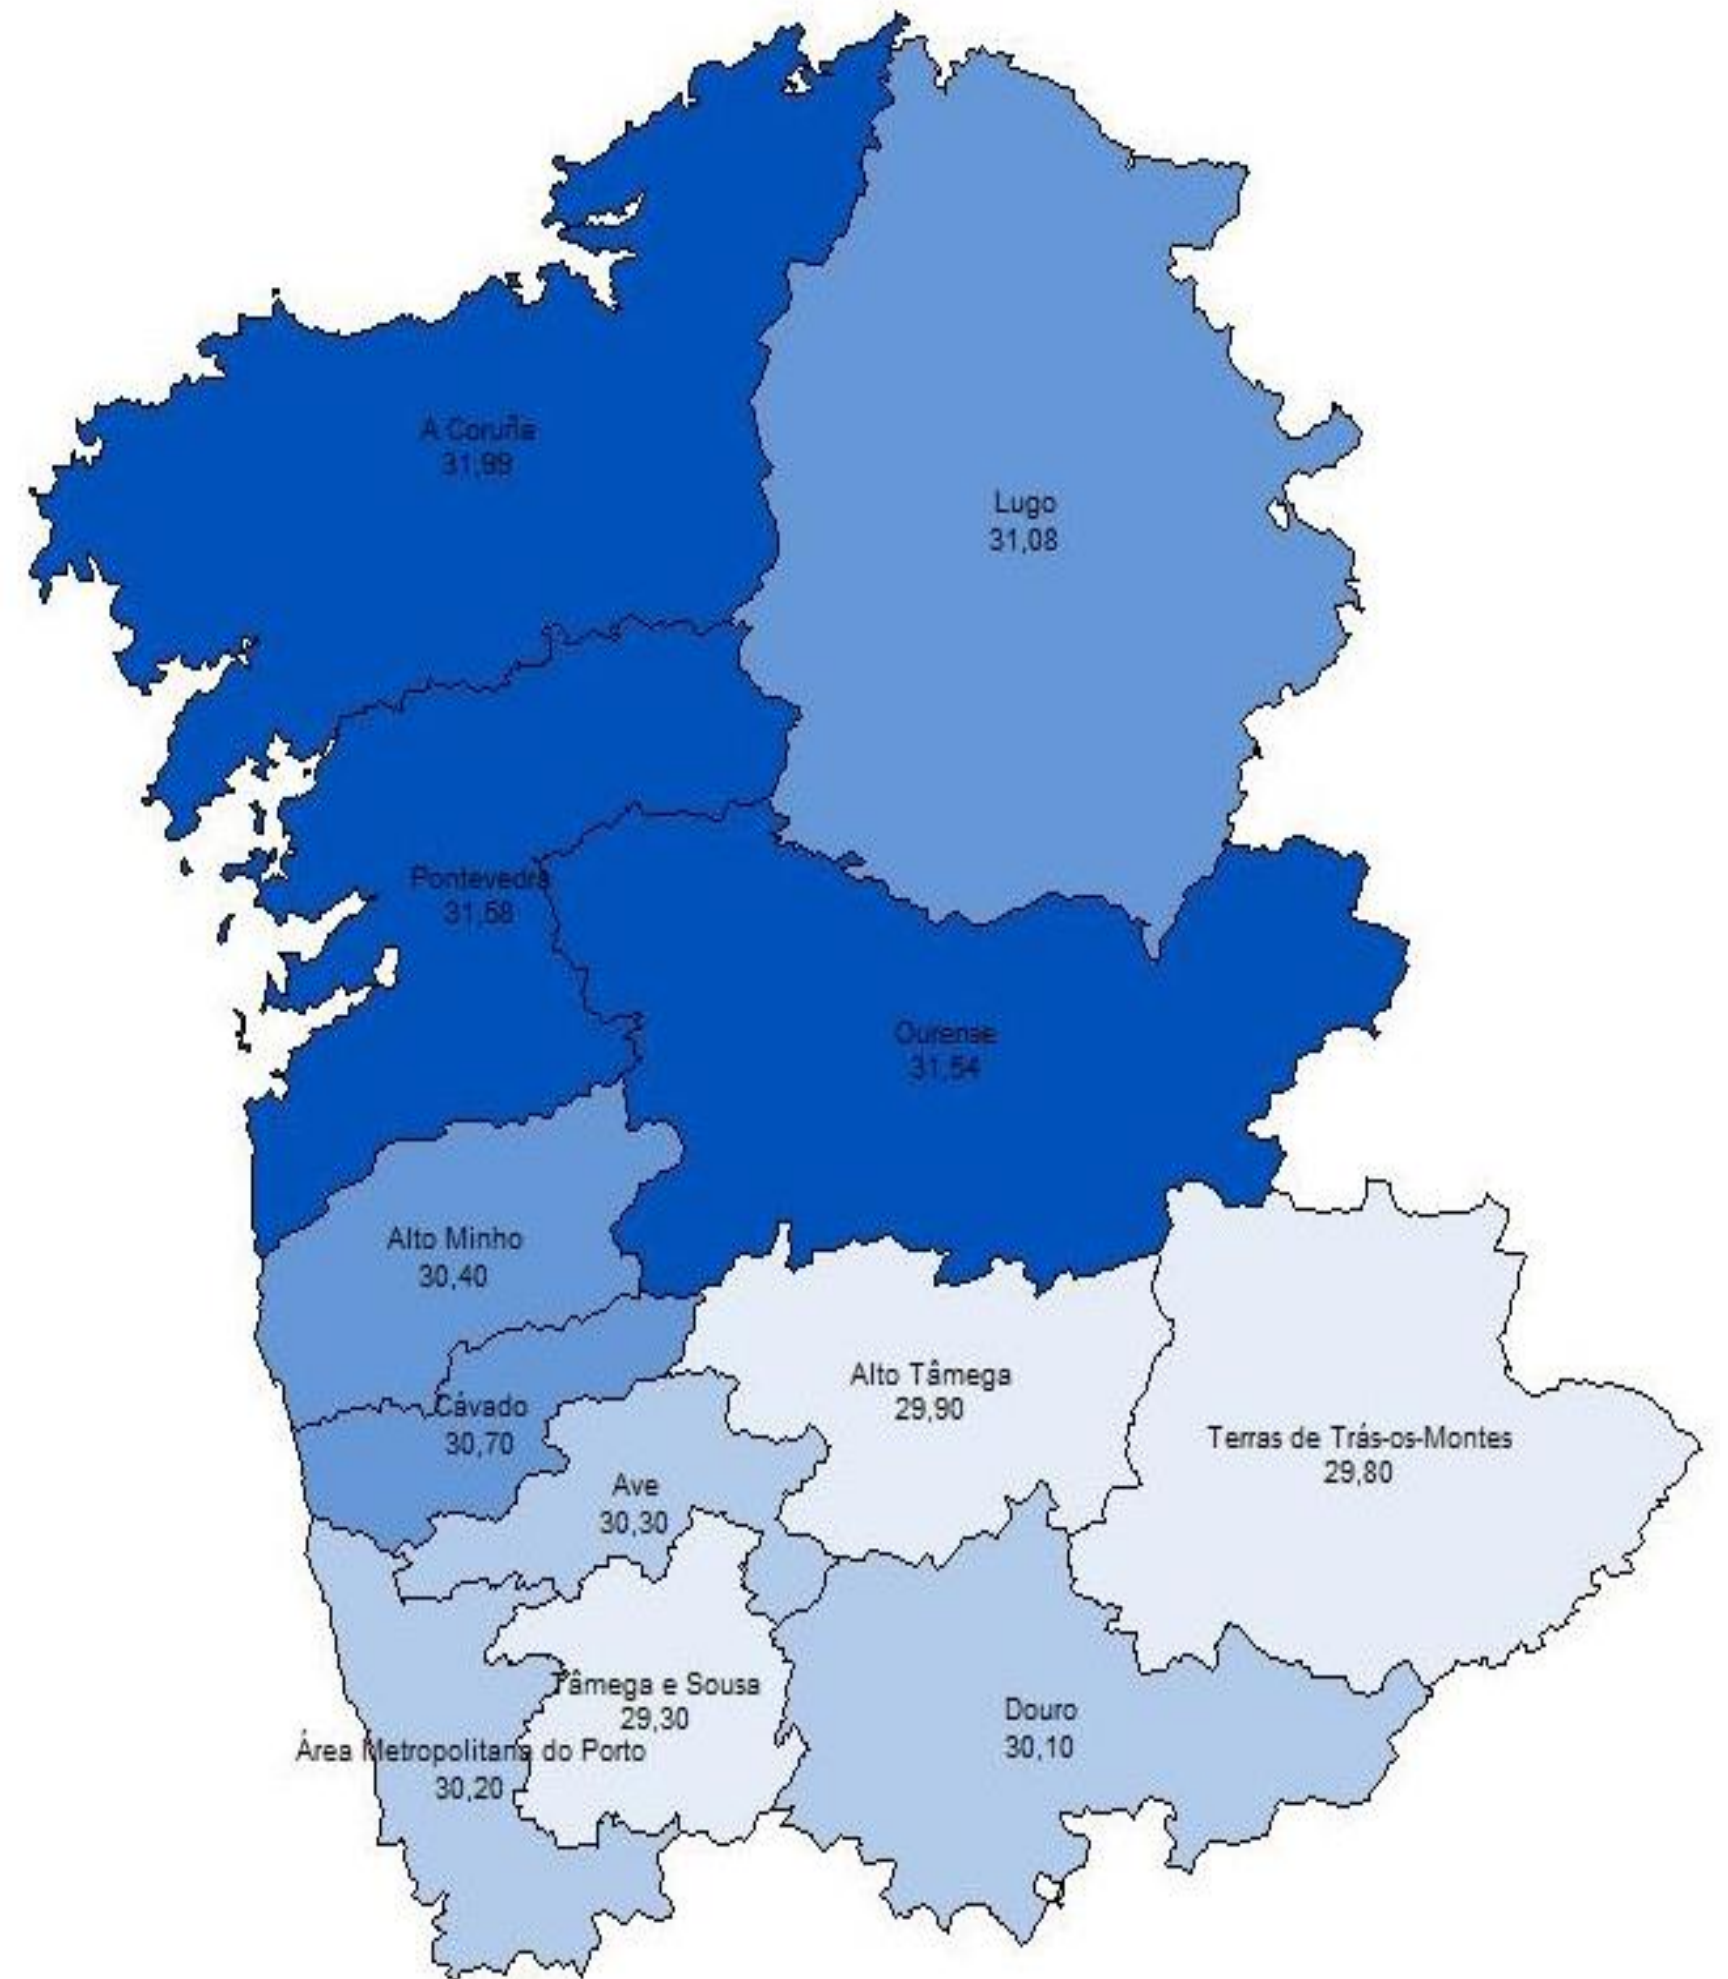 A Coruña
31,99
Lugo
31,08
Pontevedra
31,58
Ourense
31,54
Alto Minho
30,40
Alto Tâmega
29,90
Cávado
30,70
Terras de Trás-os-Montes
29,80
Ave
30,30
Tâmega e Sousa
29,30
Douro
30,10
Área Metropolitana do Porto
30,20